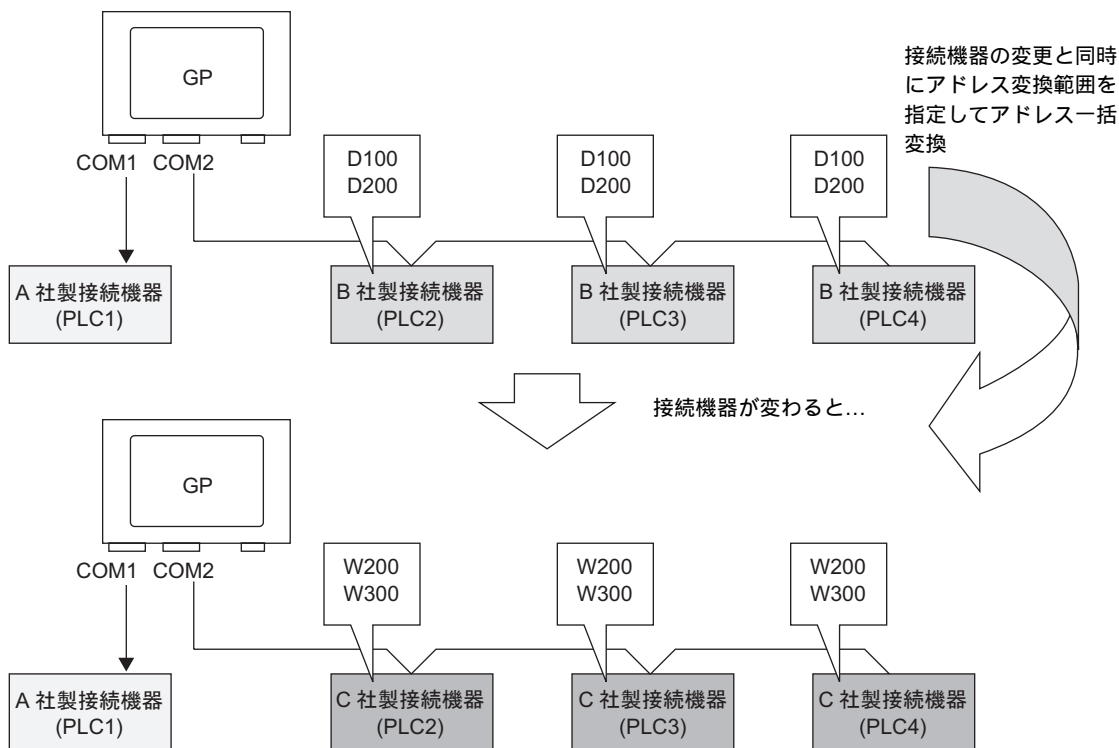 GP
接続機器の変更と同時
にアドレス変換範囲を
指定してアドレス一括
変換
COM1 COM2
D100
D200
D100
D200
D100
D200
A 社製接続機器
(PLC1)
B 社製接続機器
(PLC2)
B 社製接続機器
(PLC3)
B 社製接続機器
(PLC4)
接続機器が変わると...
GP
COM1 COM2
W200
W300
W200
W300
W200
W300
A 社製接続機器
(PLC1)
C 社製接続機器
(PLC2)
C 社製接続機器
(PLC3)
C 社製接続機器
(PLC4)